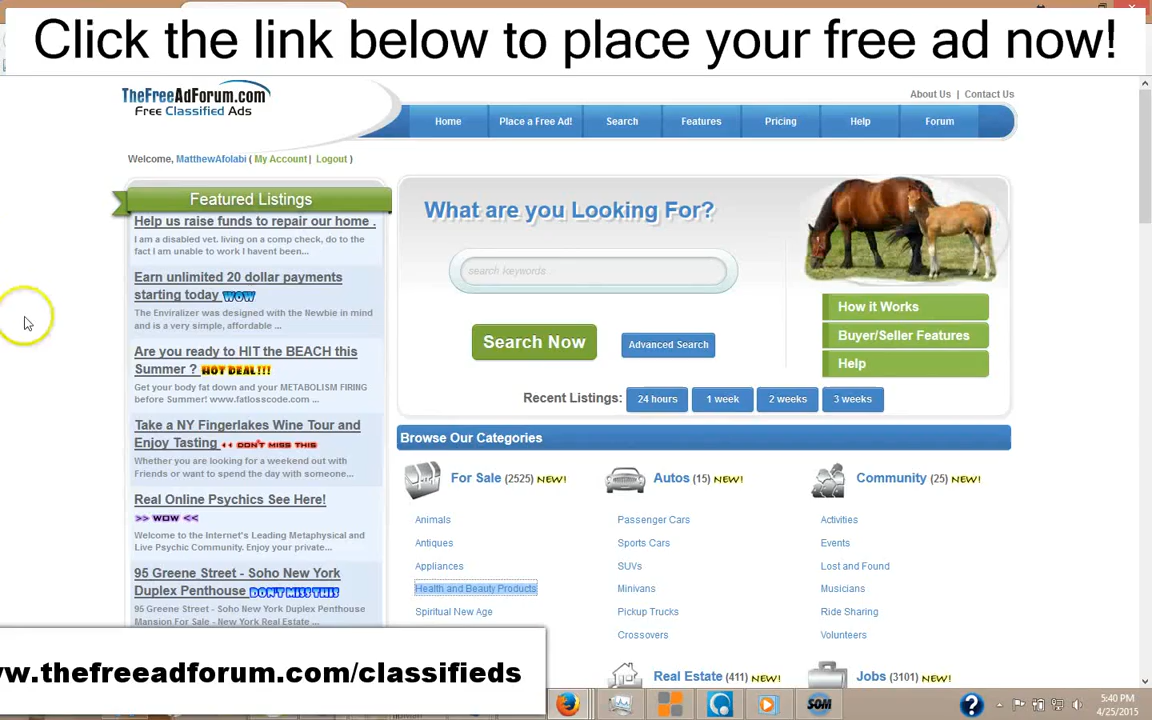 Click the link below to place your free ad now!
TheFreeAdForum.com
Free Classified Ads
About Us | Contact Us
Home Place a Free Ad! Search Features Pricing Help Forum
Welcome, MatthewAfolabi ( My Account | Logout )
Featured Listings
Help us raise funds to repair our home .
I am a disabled vet. living on a comp check, do to the
fact I am unable to work I havent been...
Earn unlimited 20 dollar payments
starting today WOW
The Enviralizer was designed with the Newbie in mind
and is a very simple, affordable ...
Are you ready to HIT the BEACH this
Summer ? HOT DEAL!!!
Get your body fat down and your METABOLISM FIRING
before Summer! www.fatlosscode.com ...
Take a NY Fingerlakes Wine Tour and
Enjoy Tasting DON'T MISS THIS
Whether you are looking for a weekend out with
Friends or want to spend the day with someone...
Real Online Psychics See Here!
>> WOW <<
Welcome to the Internet's Leading Metaphysical and
Live Psychic Community. Enjoy your private...
95 Greene Street - Soho New York
Duplex Penthouse DON'T MISS THIS
95 Greene Street - Soho New York Duplex Penthouse
Mansion For Sale - New York Real Estate ...
What are you Looking For?
search keywords...
Search Now Advanced Search
How it Works
Buyer/Seller Features
Help
Recent Listings: 24 hours 1 week 2 weeks 3 weeks
Browse Our Categories
For Sale (2525) NEW!
Animals
Antiques
Appliances
Health and Beauty Products
Spiritual New Age
Autos (15) NEW!
Passenger Cars
Sports Cars
SUVs
Minivans
Pickup Trucks
Crossovers
Community (25) NEW!
Activities
Events
Lost and Found
Musicians
Ride Sharing
Volunteers
Real Estate (411) NEW!
Jobs (3101) NEW!
w.thefreeadforum.com/classifieds
SOM
5:40 PM
4/25/2015